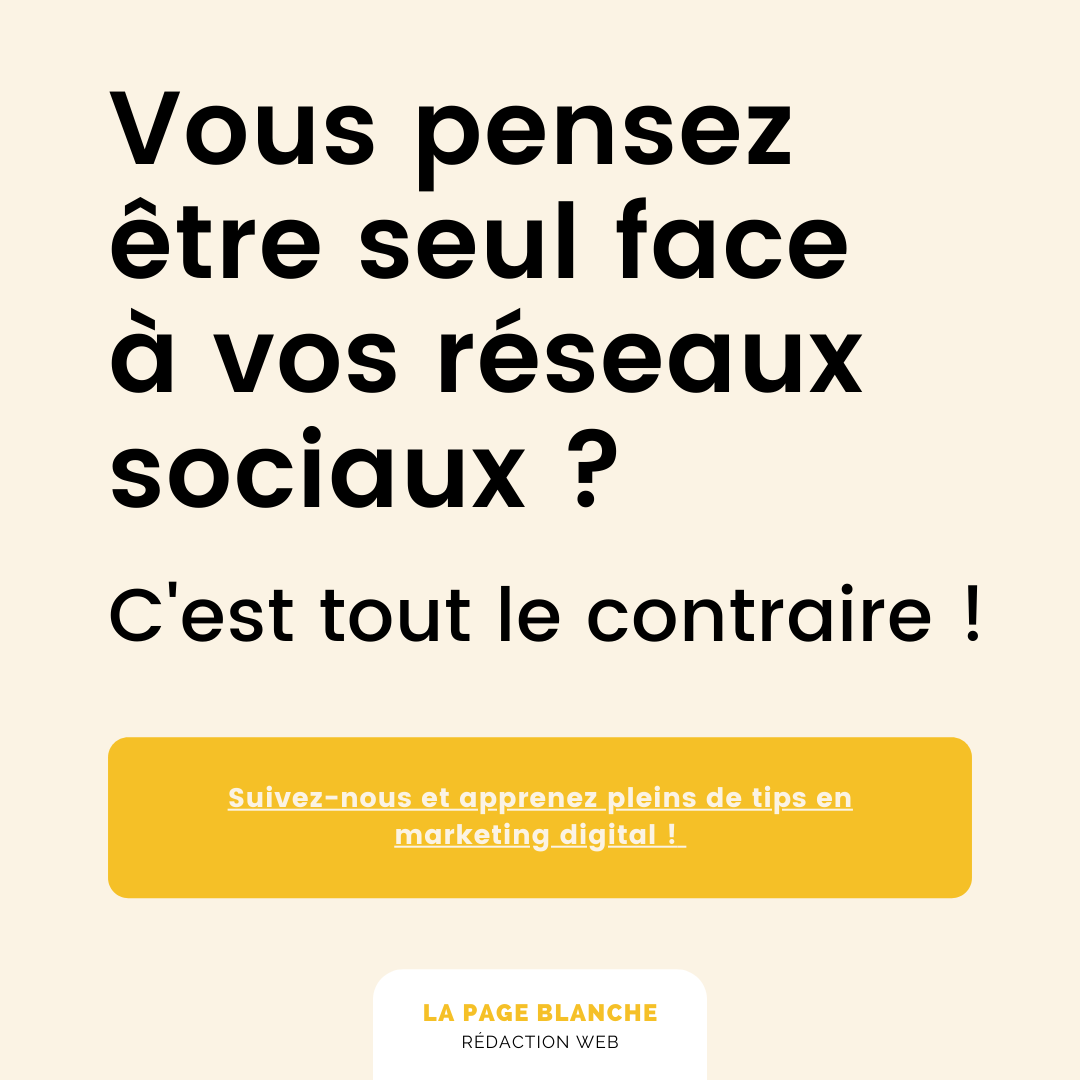 Vous pensez
être seul face
à vos réseaux
sociaux ?
C'est tout le contraire !
Suivez-nous et apprenez pleins de tips en
marketing digital !
LA PAGE BLANCHE
RÉDACTION WEB